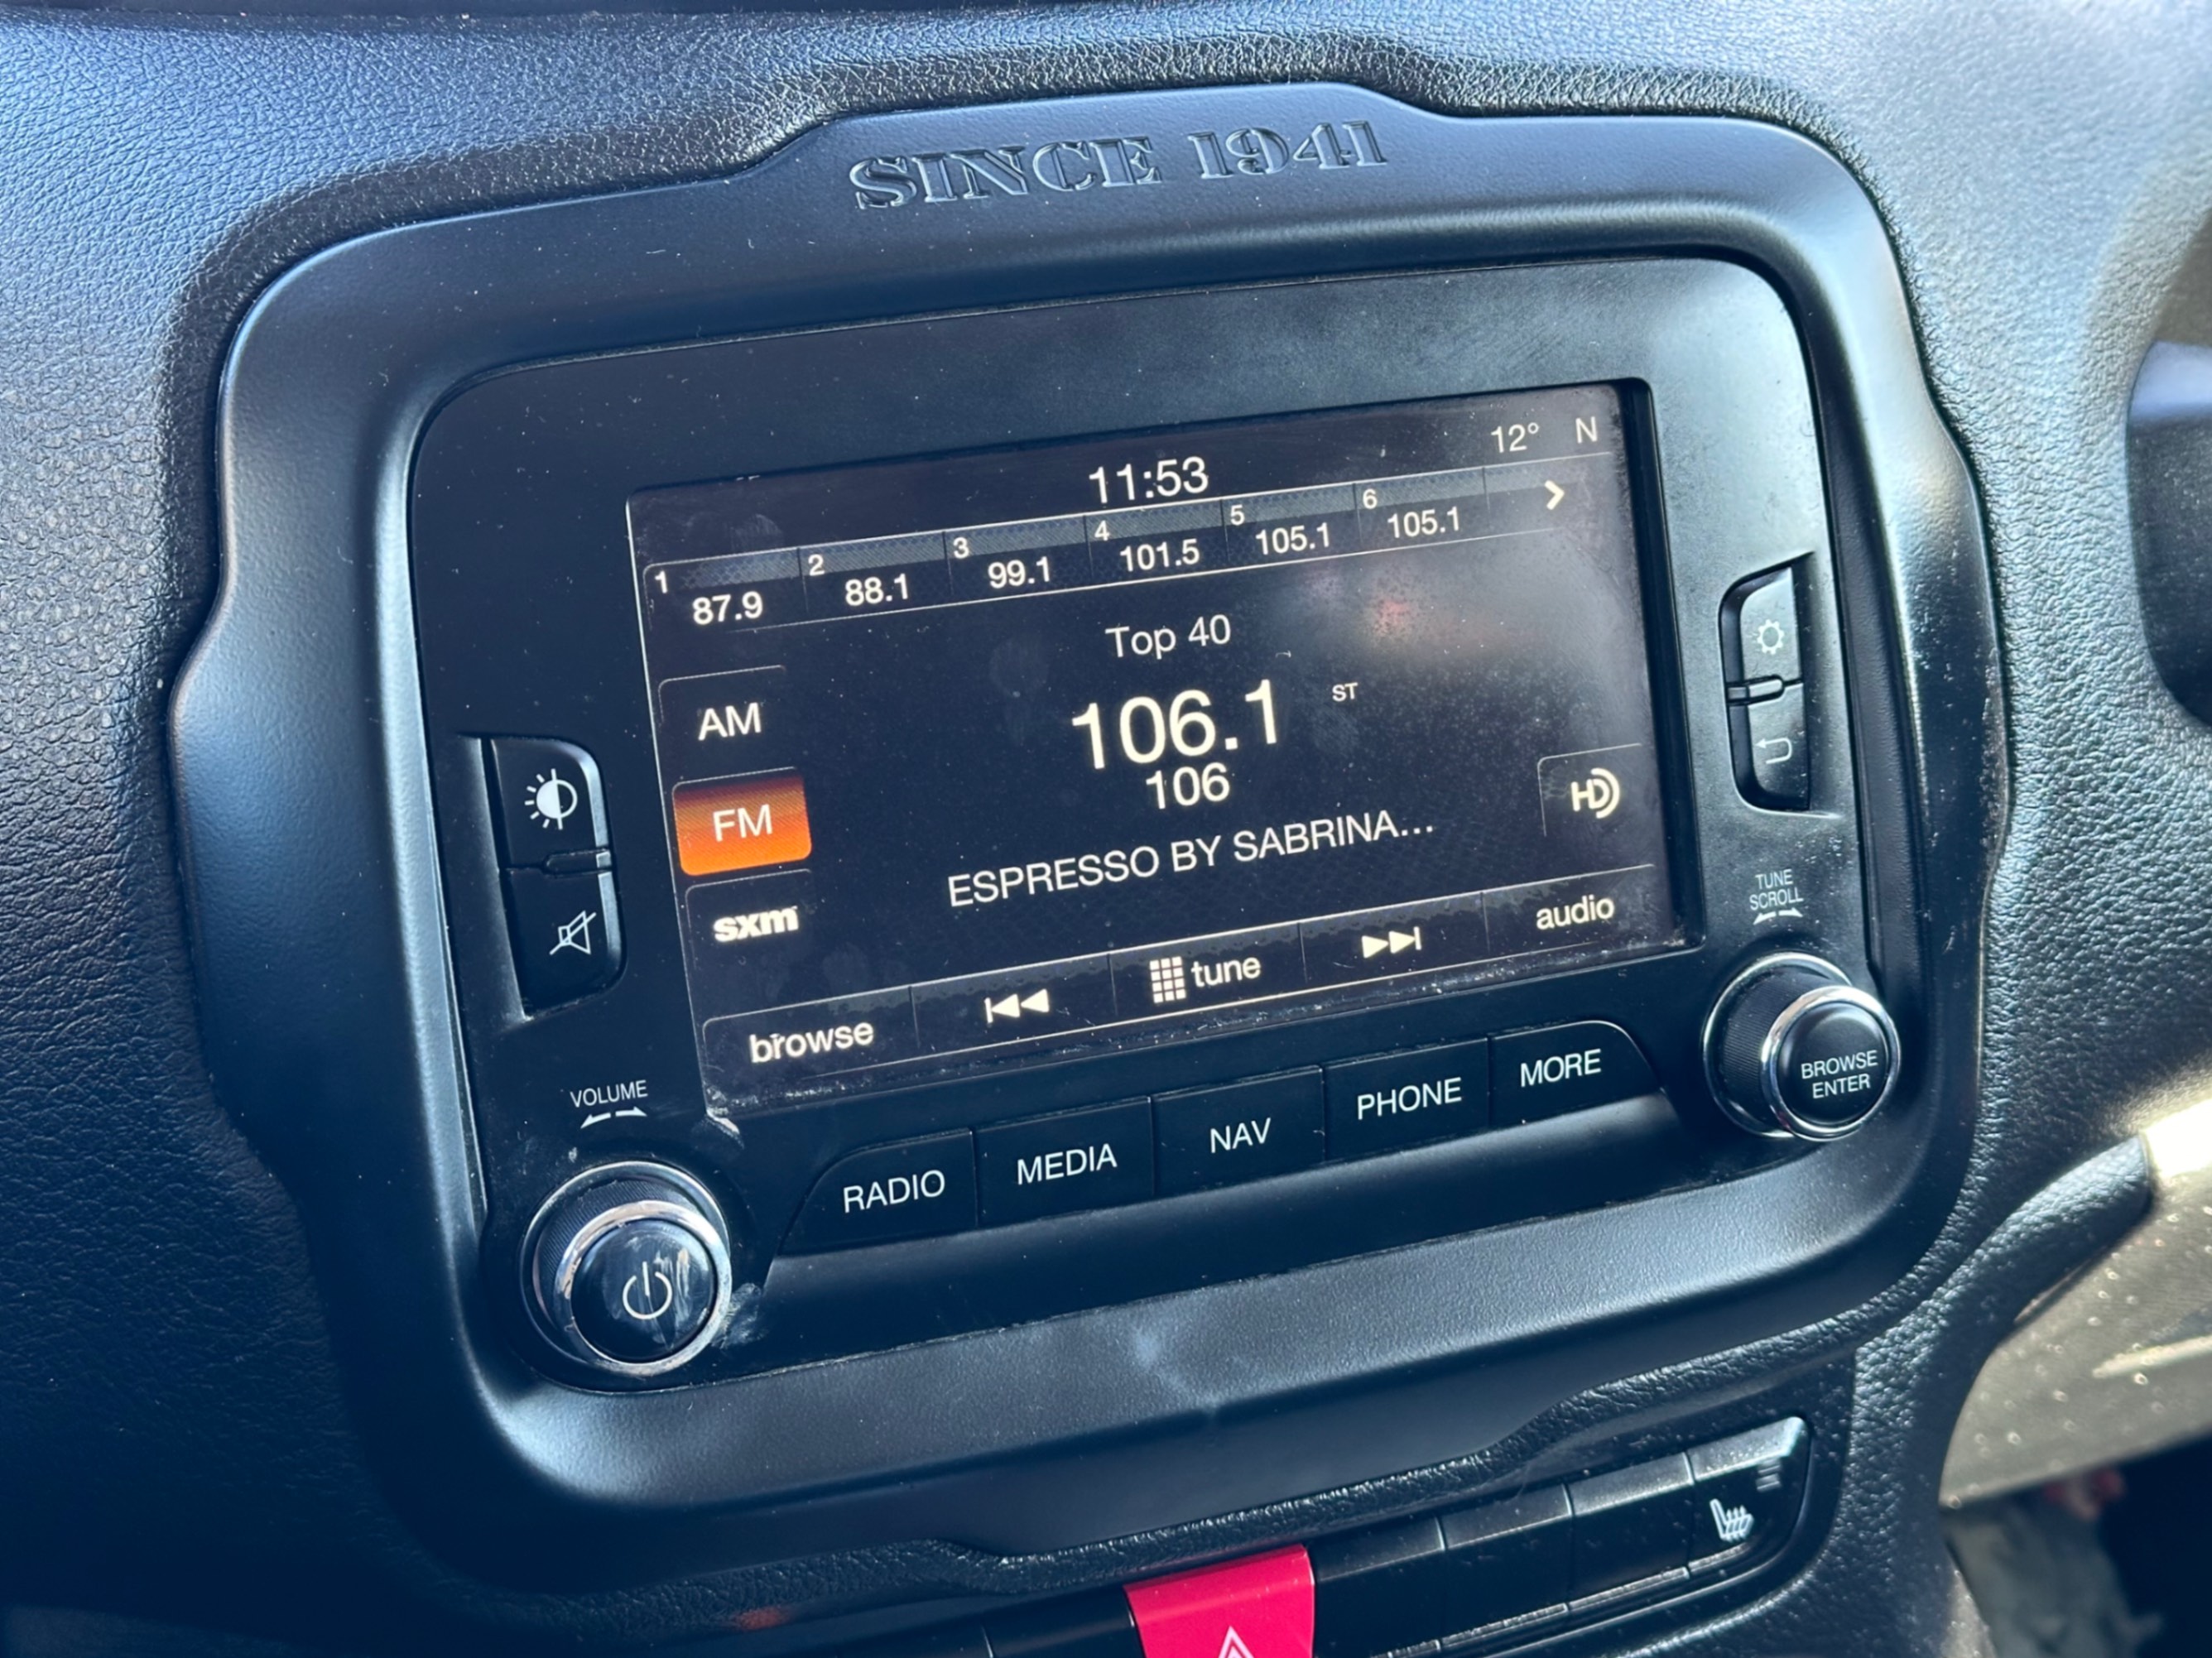 SINCE 1941
12° N
11:53
1 2 3 4 5 6
87.9 88.1 99.1 101.5 105.1 105.1
Top 40
AM
106.1 ST
106
FM
HD
ESPRESSO BY SABRINA...
sxm
browse tune audio
TUNE
SCROLL
VOLUME
RADIO MEDIA NAV PHONE MORE
BROWSE
ENTER